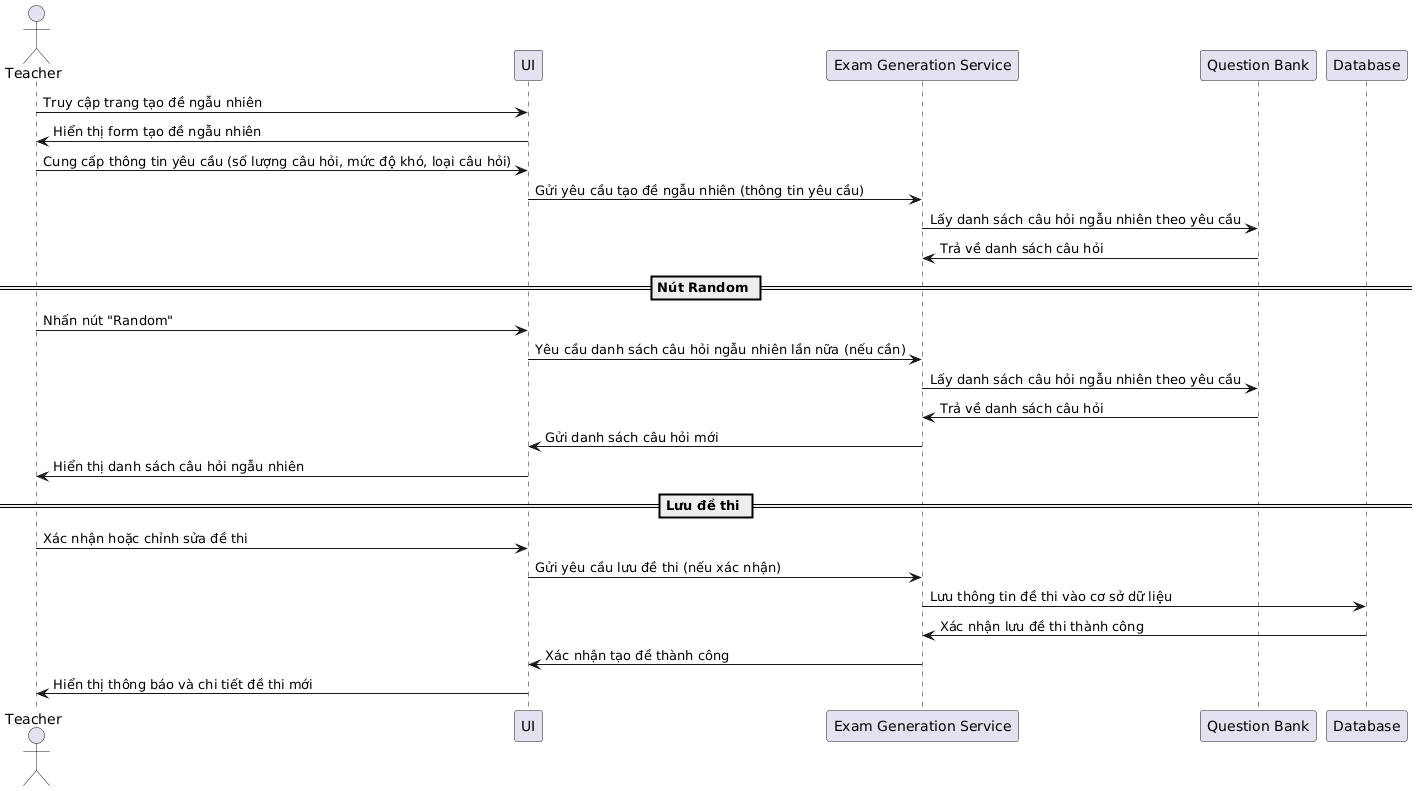 Teacher
UI
Exam Generation Service
Question Bank
Database
Truy cập trang tạo đề ngẫu nhiên
Hiển thị form tạo đề ngẫu nhiên
Cung cấp thông tin yêu cầu (số lượng câu hỏi, mức độ khó, loại câu hỏi)
Gửi yêu cầu tạo đề ngẫu nhiên (thông tin yêu cầu)
Lấy danh sách câu hỏi ngẫu nhiên theo yêu cầu
Trả về danh sách câu hỏi
Nút Random
Nhấn nút "Random"
Yêu cầu danh sách câu hỏi ngẫu nhiên lần nữa (nếu cần)
Lấy danh sách câu hỏi ngẫu nhiên theo yêu cầu
Trả về danh sách câu hỏi
Gửi danh sách câu hỏi mới
Hiển thị danh sách câu hỏi ngẫu nhiên
Lưu đề thi
Xác nhận hoặc chỉnh sửa đề thi
Gửi yêu cầu lưu đề thi (nếu xác nhận)
Lưu thông tin đề thi vào cơ sở dữ liệu
Xác nhận lưu đề thi thành công
Xác nhận tạo đề thành công
Hiển thị thông báo và chi tiết đề thi mới
Teacher
UI
Exam Generation Service
Question Bank
Database